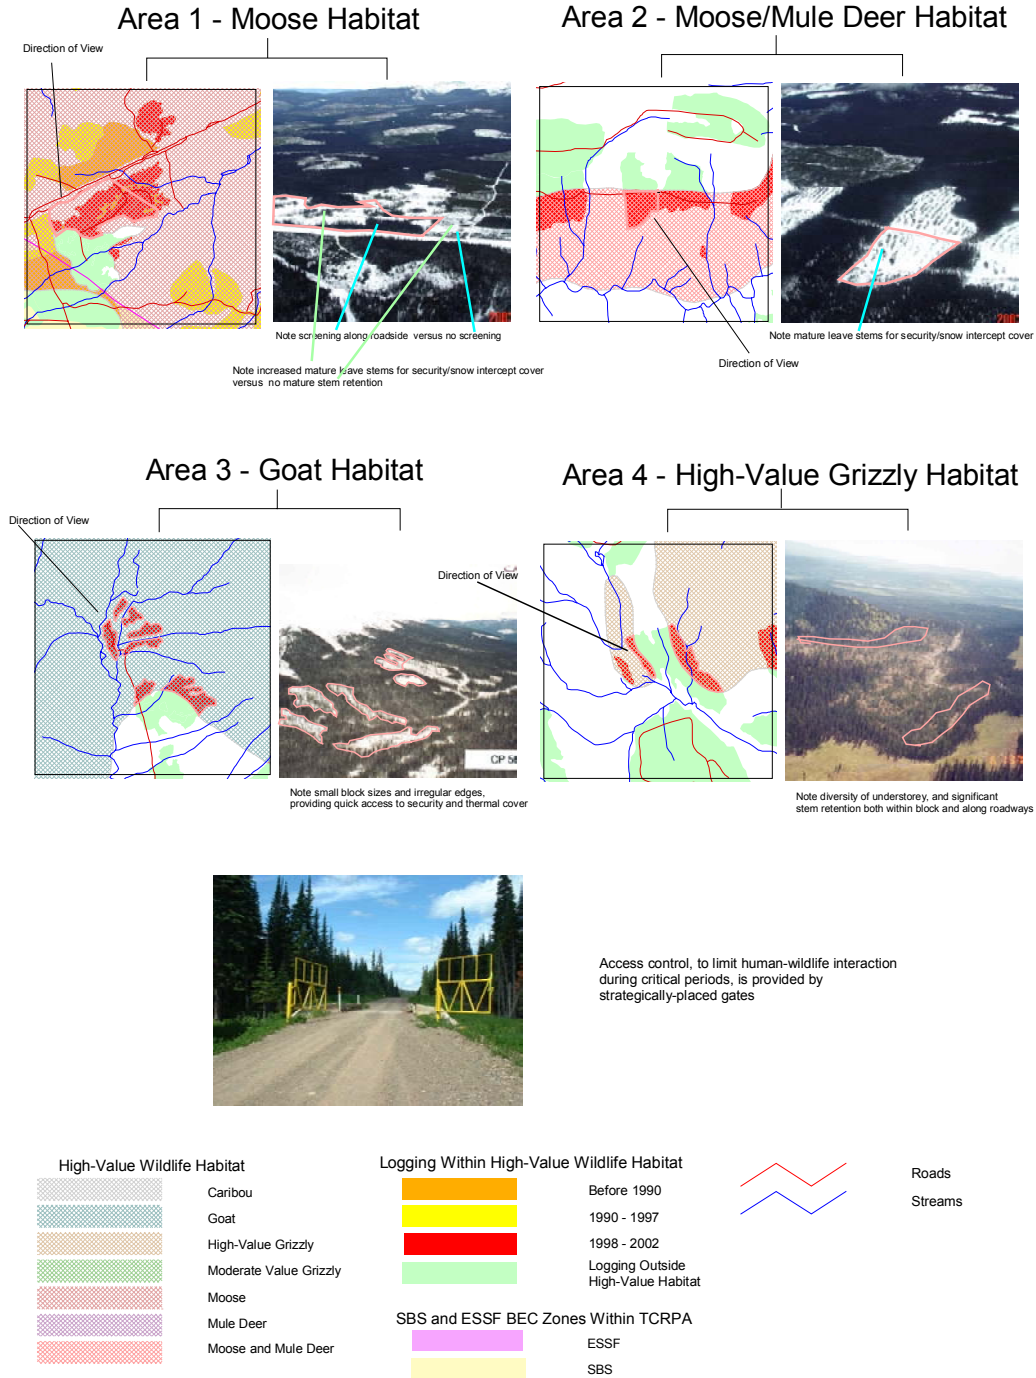 Area 1 - Moose Habitat
Area 2 - Moose/Mule Deer Habitat
Direction of View
Note screening along roadside versus no screening
Note increased mature leave stems for security/snow intercept cover
versus no mature stem retention
Note mature leave stems for security/snow intercept cover
Direction of View
Area 3 - Goat Habitat
Area 4 - High-Value Grizzly Habitat
Direction of View
Direction of View
CP 5
Note small block sizes and irregular edges,
providing quick access to security and thermal cover
Note diversity of understorey, and significant
stem retention both within block and along roadways
Access control, to limit human-wildlife interaction
during critical periods, is provided by
strategically-placed gates
High-Value Wildlife Habitat
Caribou
Goat
High-Value Grizzly
Moderate Value Grizzly
Moose
Mule Deer
Moose and Mule Deer
Logging Within High-Value Wildlife Habitat
Before 1990
1990 - 1997
1998 - 2002
Logging Outside
High-Value Habitat
SBS and ESSF BEC Zones Within TCRPA
ESSF
SBS
Roads
Streams